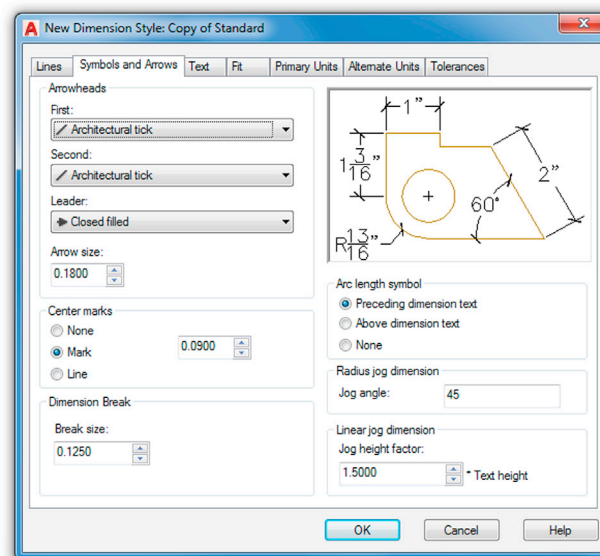 New Dimension Style: Copy of Standard
Lines Symbols and Arrows Text Fit Primary Units Alternate Units Tolerances
Arrowheads
First:
Architectural tick
Second:
Architectural tick
Leader:
Closed filled
Arrow size:
0.1800
Center marks
None
Mark
0.0900
Line
Dimension Break
Break size:
0.1250
1"
1 3/16"
2"
60°
R13/16"
Arc length symbol
Preceding dimension text
Above dimension text
None
Radius jog dimension
Jog angle: 45
Linear jog dimension
Jog height factor:
1.5000 * Text height
OK Cancel Help